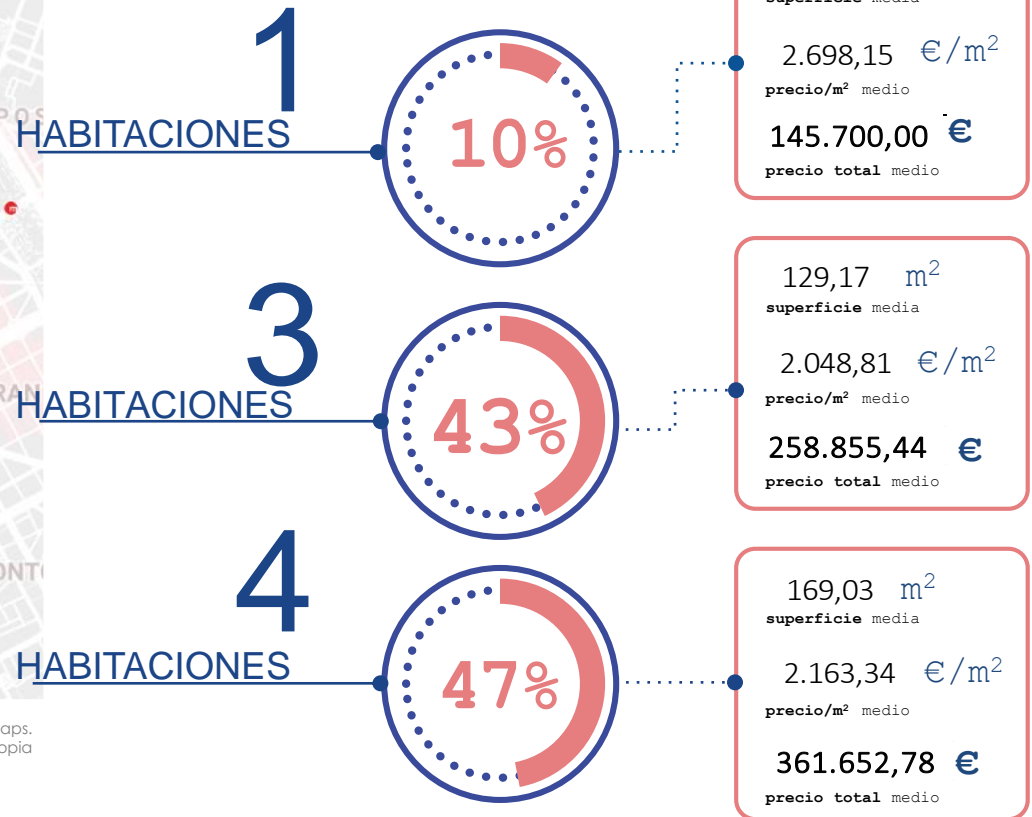 superficie media
1
2.698,15 €/m²
precio/m² medio
HABITACIONES
10%
145.700,00 €
precio total medio
129,17 m²
superficie media
3
2.048,81 €/m²
precio/m² medio
HABITACIONES
43%
258.855,44 €
precio total medio
4
169,03 m²
superficie media
HABITACIONES
47%
2.163,34 €/m²
precio/m² medio
361.652,78 €
precio total medio